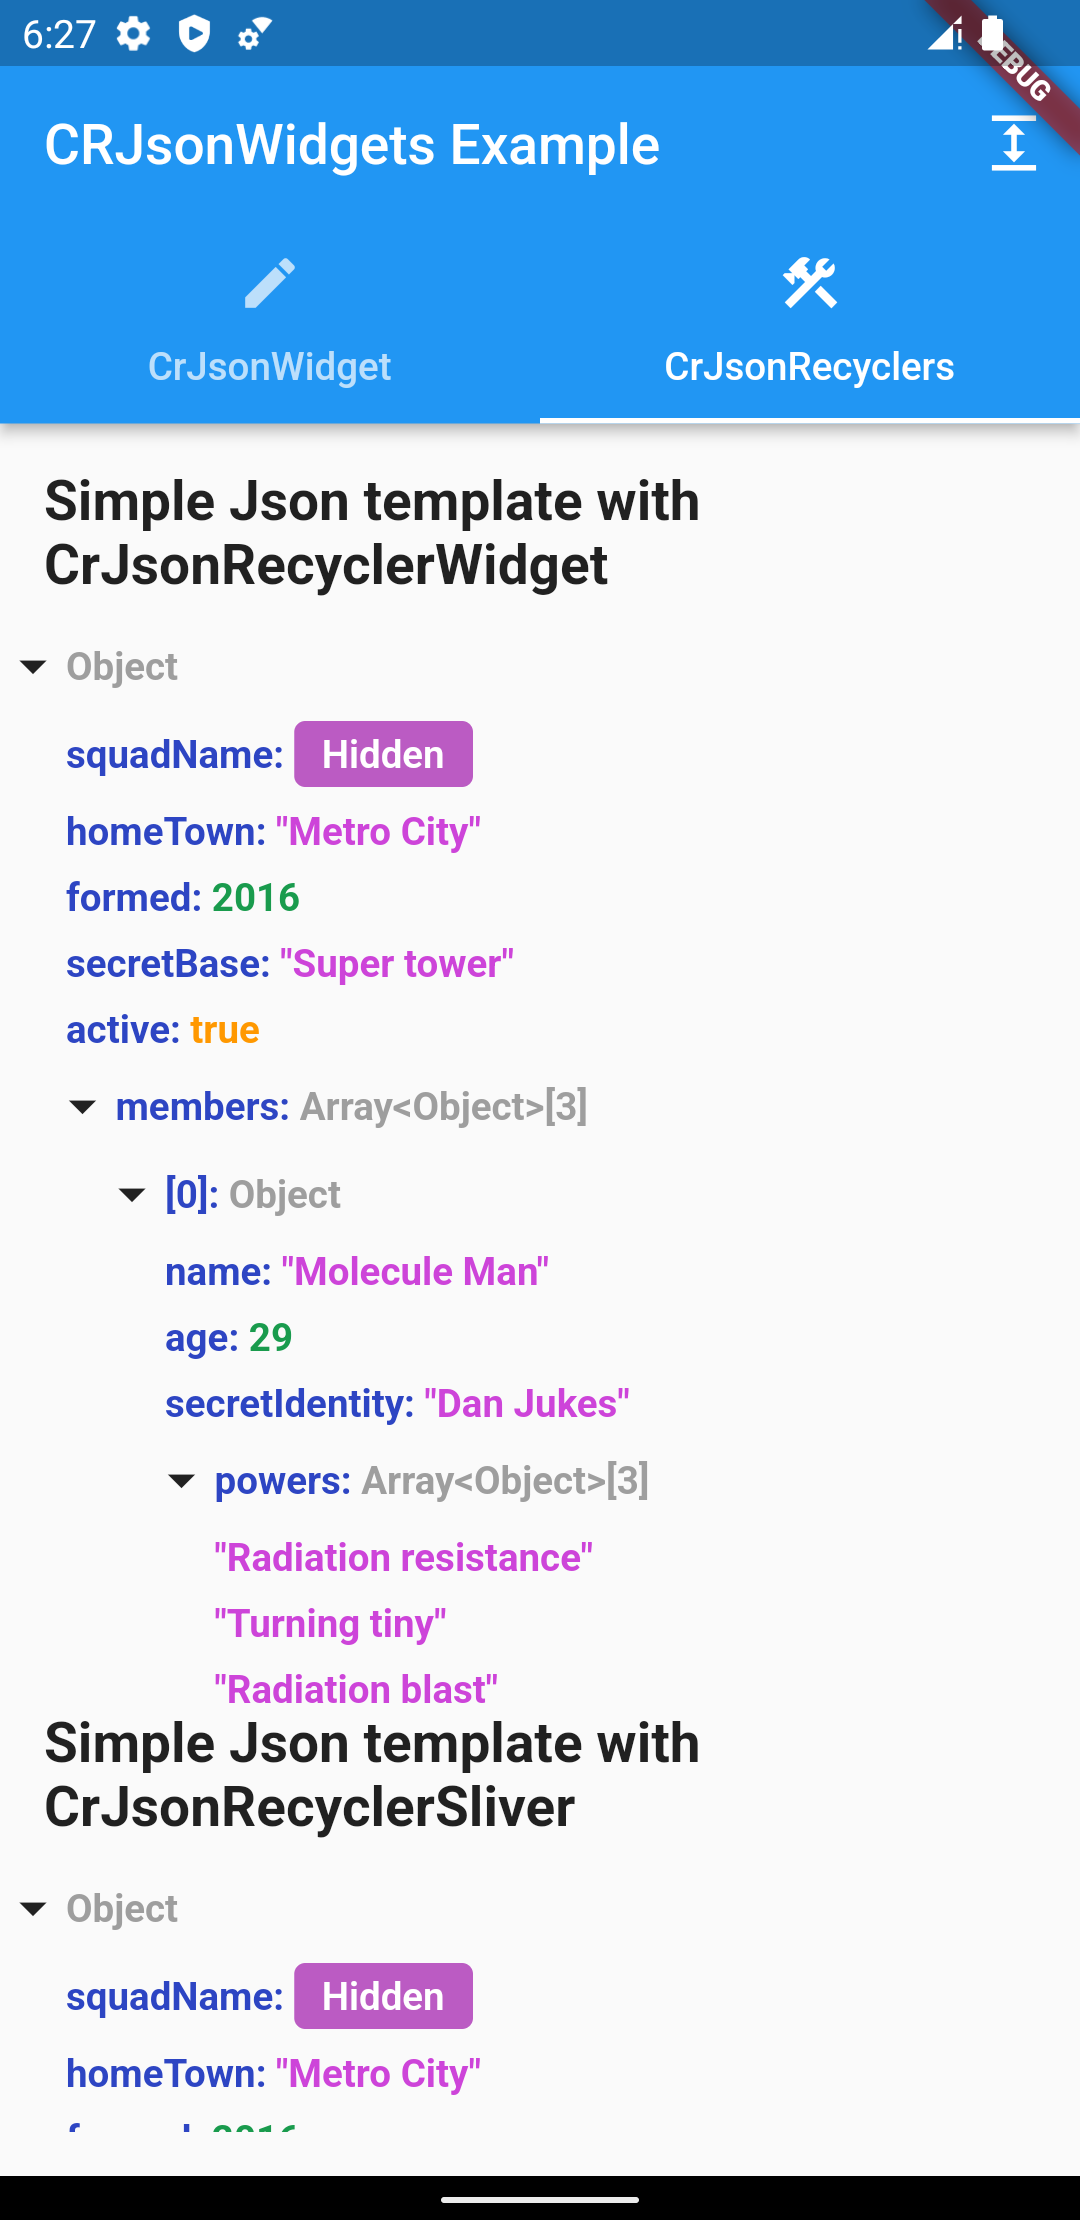 6:27
DEBUG
CRJsonWidgets Example
CrJsonWidget
CrJsonRecyclers
Simple Json template with
CrJsonRecyclerWidget
Object
squadName: Hidden
homeTown: "Metro City"
formed: 2016
secretBase: "Super tower"
active: true
members: Array<Object>[3]
[0]: Object
name: "Molecule Man"
age: 29
secretIdentity: "Dan Jukes"
powers: Array<Object>[3]
"Radiation resistance"
"Turning tiny"
"Radiation blast"
Simple Json template with
CrJsonRecyclerSliver
Object
squadName: Hidden
homeTown: "Metro City"